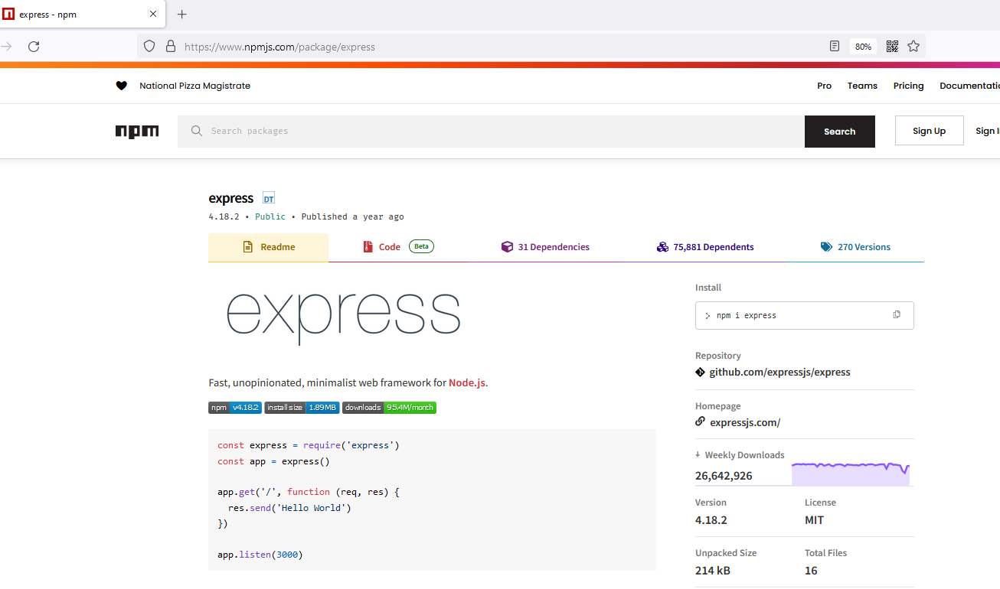 express - npm
https://www.npmjs.com/package/express
80%
National Pizza Magistrate
Pro
Teams
Pricing
Documentatio
npm
Search packages
Search
Sign Up
Sign I
express
DT
4.18.2 • Public • Published a year ago
Readme
Code
Beta
31 Dependencies
75,881 Dependents
270 Versions
express
Fast, unopinionated, minimalist web framework for Node.js.
npm v4.18.2
install size 1.89MB
downloads 95.4M/month
const express = require('express')
const app = express()
app.get('/', function (req, res) {
res.send('Hello World')
})
app.listen(3000)
Install
> npm i express
Repository
github.com/expressjs/express
Homepage
expressjs.com/
Weekly Downloads
26,642,926
Version
4.18.2
License
MIT
Unpacked Size
214 kB
Total Files
16